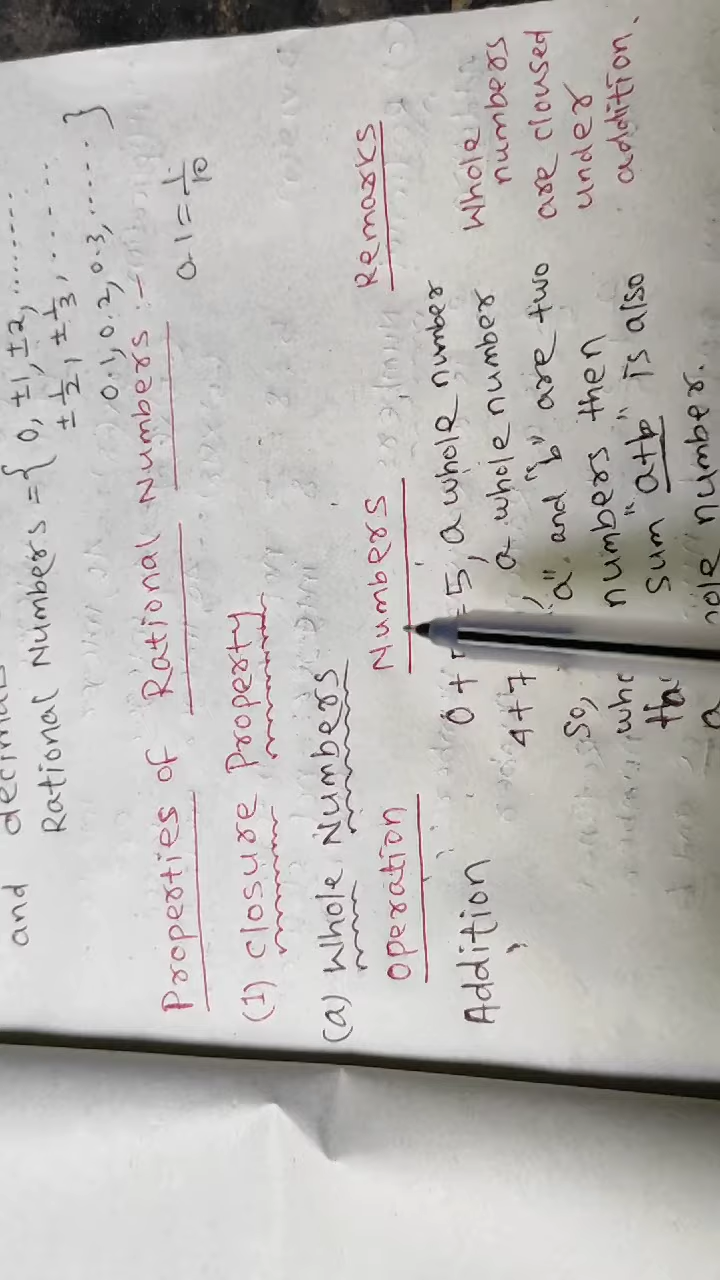 and decimal
Rational Numbers = { 0, ±1, ±2, ........
± 1/2, ± 1/3, ......
0.1, 0.2, 0.3, ..... }
Properties of Rational Numbers :-
0.1 = 1/10
(1) Closure Property
(a) Whole Numbers
Operation Numbers Remarks
Addition 0 + = 5, a whole number Whole
4 + 7 , a whole number numbers
So, "a" and "b" are two are cloused
numbers then under
sum "a+b" is also addition.
a number.